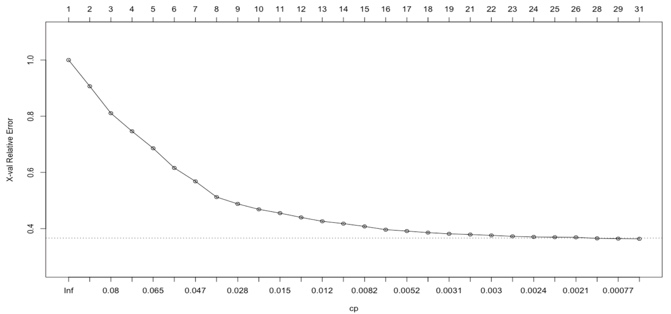 1 2 3 4 5 6 7 8 9 10 11 12 13 14 15 16 17 18 19 21 22 23 24 25 26 28 29 31
1.0
0.8
0.6
0.4
X-val Relative Error
Inf 0.08 0.065 0.047 0.028 0.015 0.012 0.0082 0.0052 0.0031 0.003 0.0024 0.0021 0.00077
cp